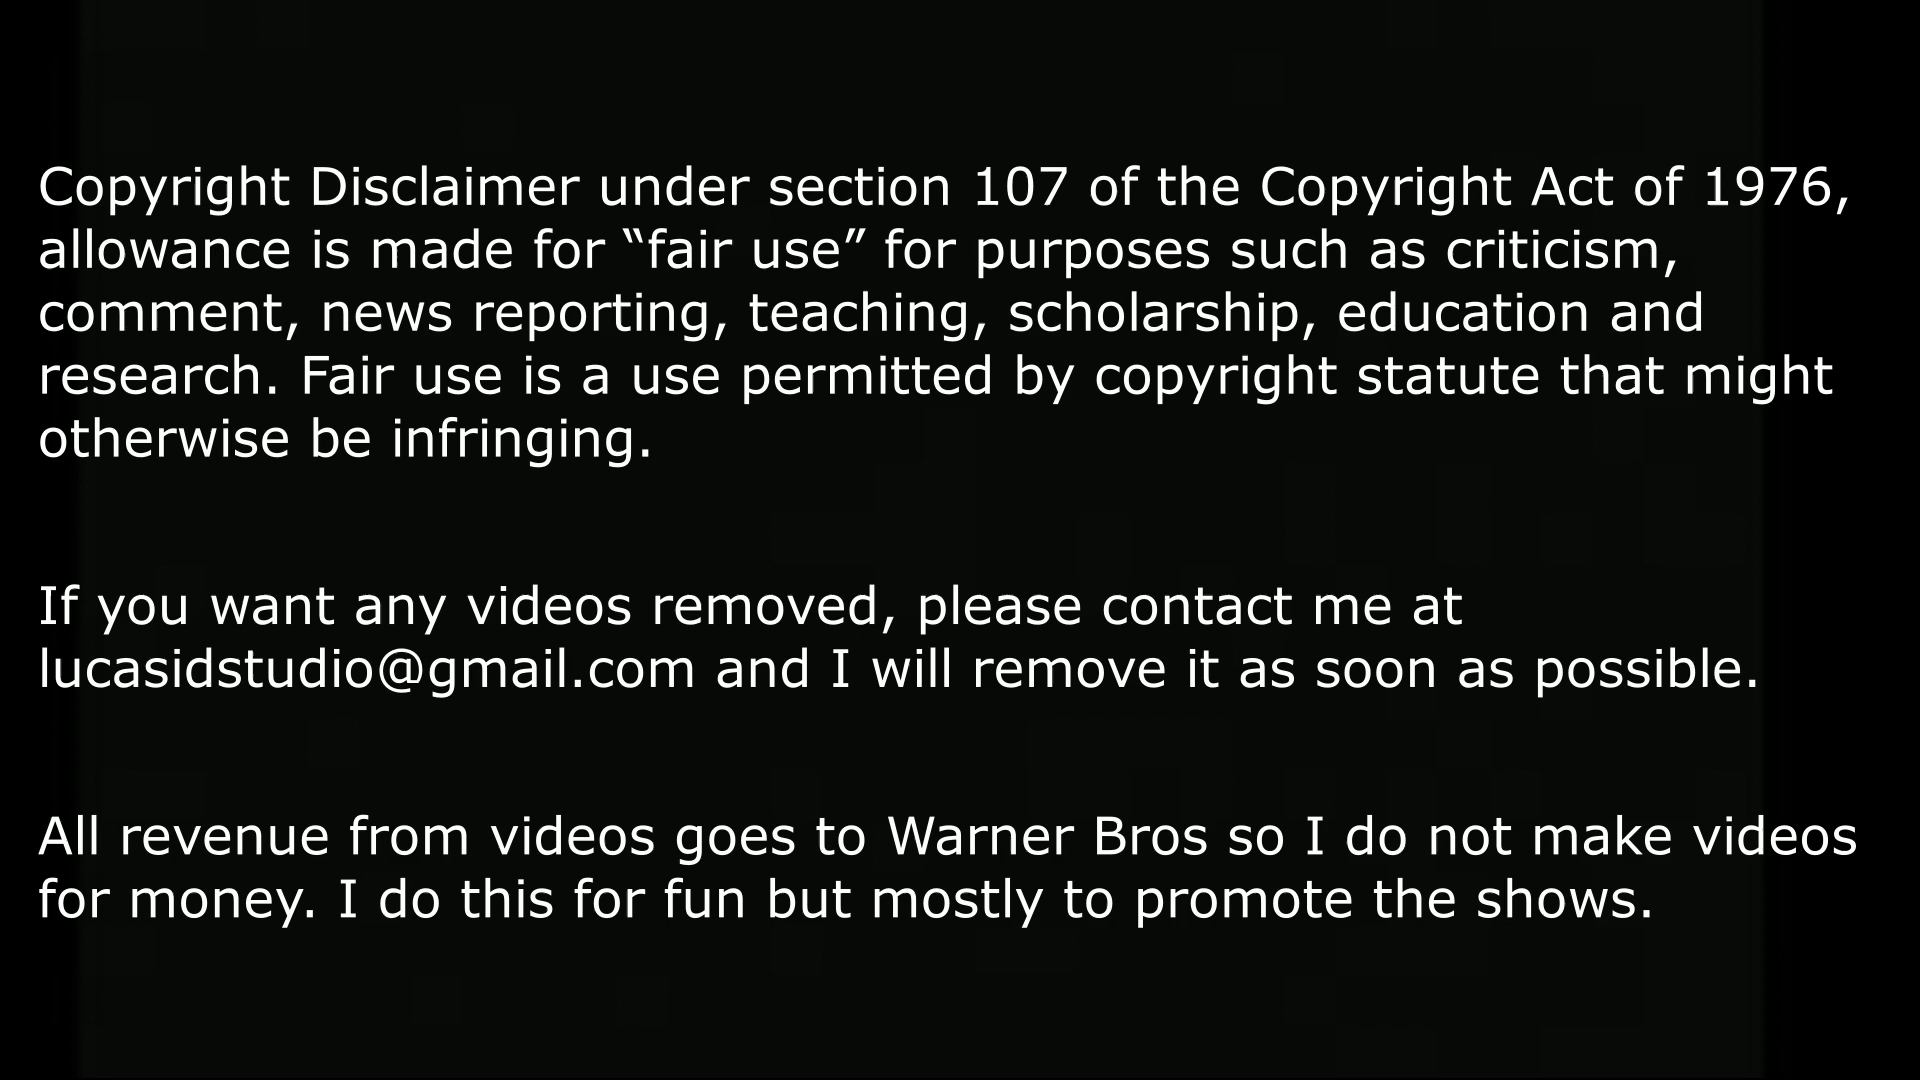 Copyright Disclaimer under section 107 of the Copyright Act of 1976,
allowance is made for “fair use” for purposes such as criticism,
comment, news reporting, teaching, scholarship, education and
research. Fair use is a use permitted by copyright statute that might
otherwise be infringing.
If you want any videos removed, please contact me at
lucasidstudio@gmail.com and I will remove it as soon as possible.
All revenue from videos goes to Warner Bros so I do not make videos
for money. I do this for fun but mostly to promote the shows.